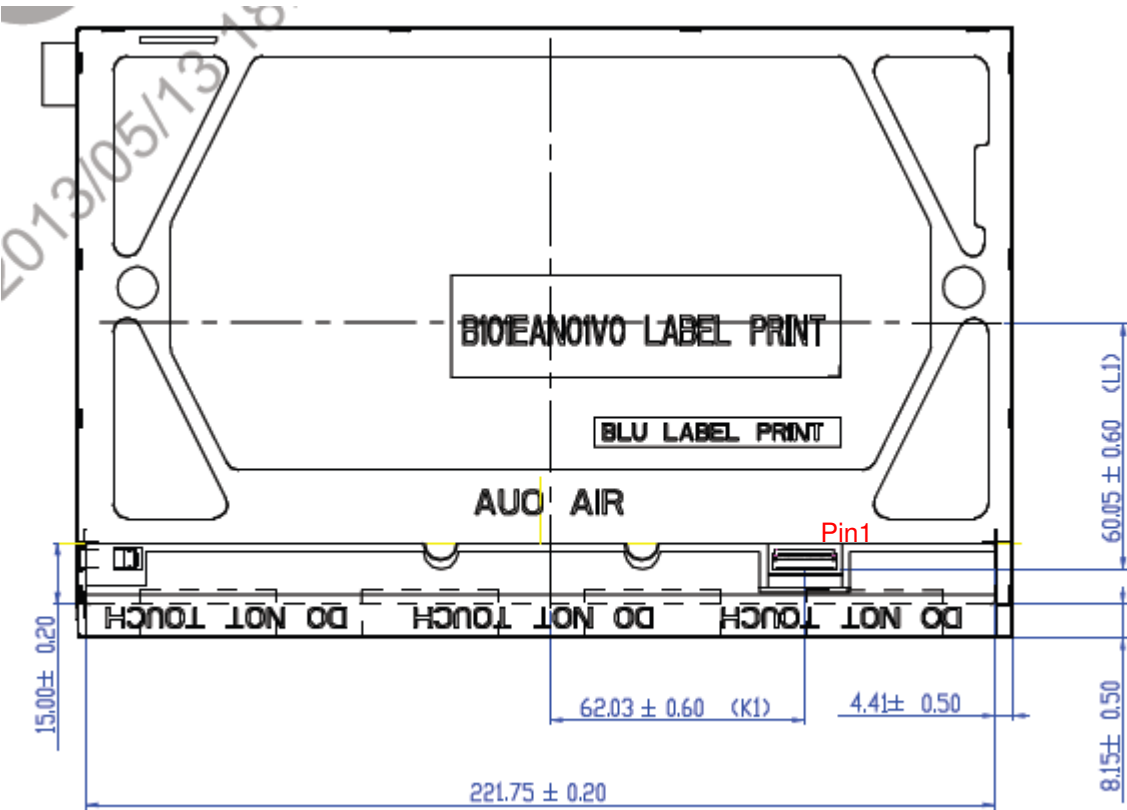 2013/05/13 18
B101EAN01V0 LABEL PRINT
BLU LABEL PRINT
AUO AIR
Pin1
60.05 ± 0.60 (L1)
DO NOT TOUCH DO NOT TOUCH DO NOT TOUCH
15.00± 0.20
62.03 ± 0.60 (K1)
4.41± 0.50
8.15± 0.50
221.75 ± 0.20